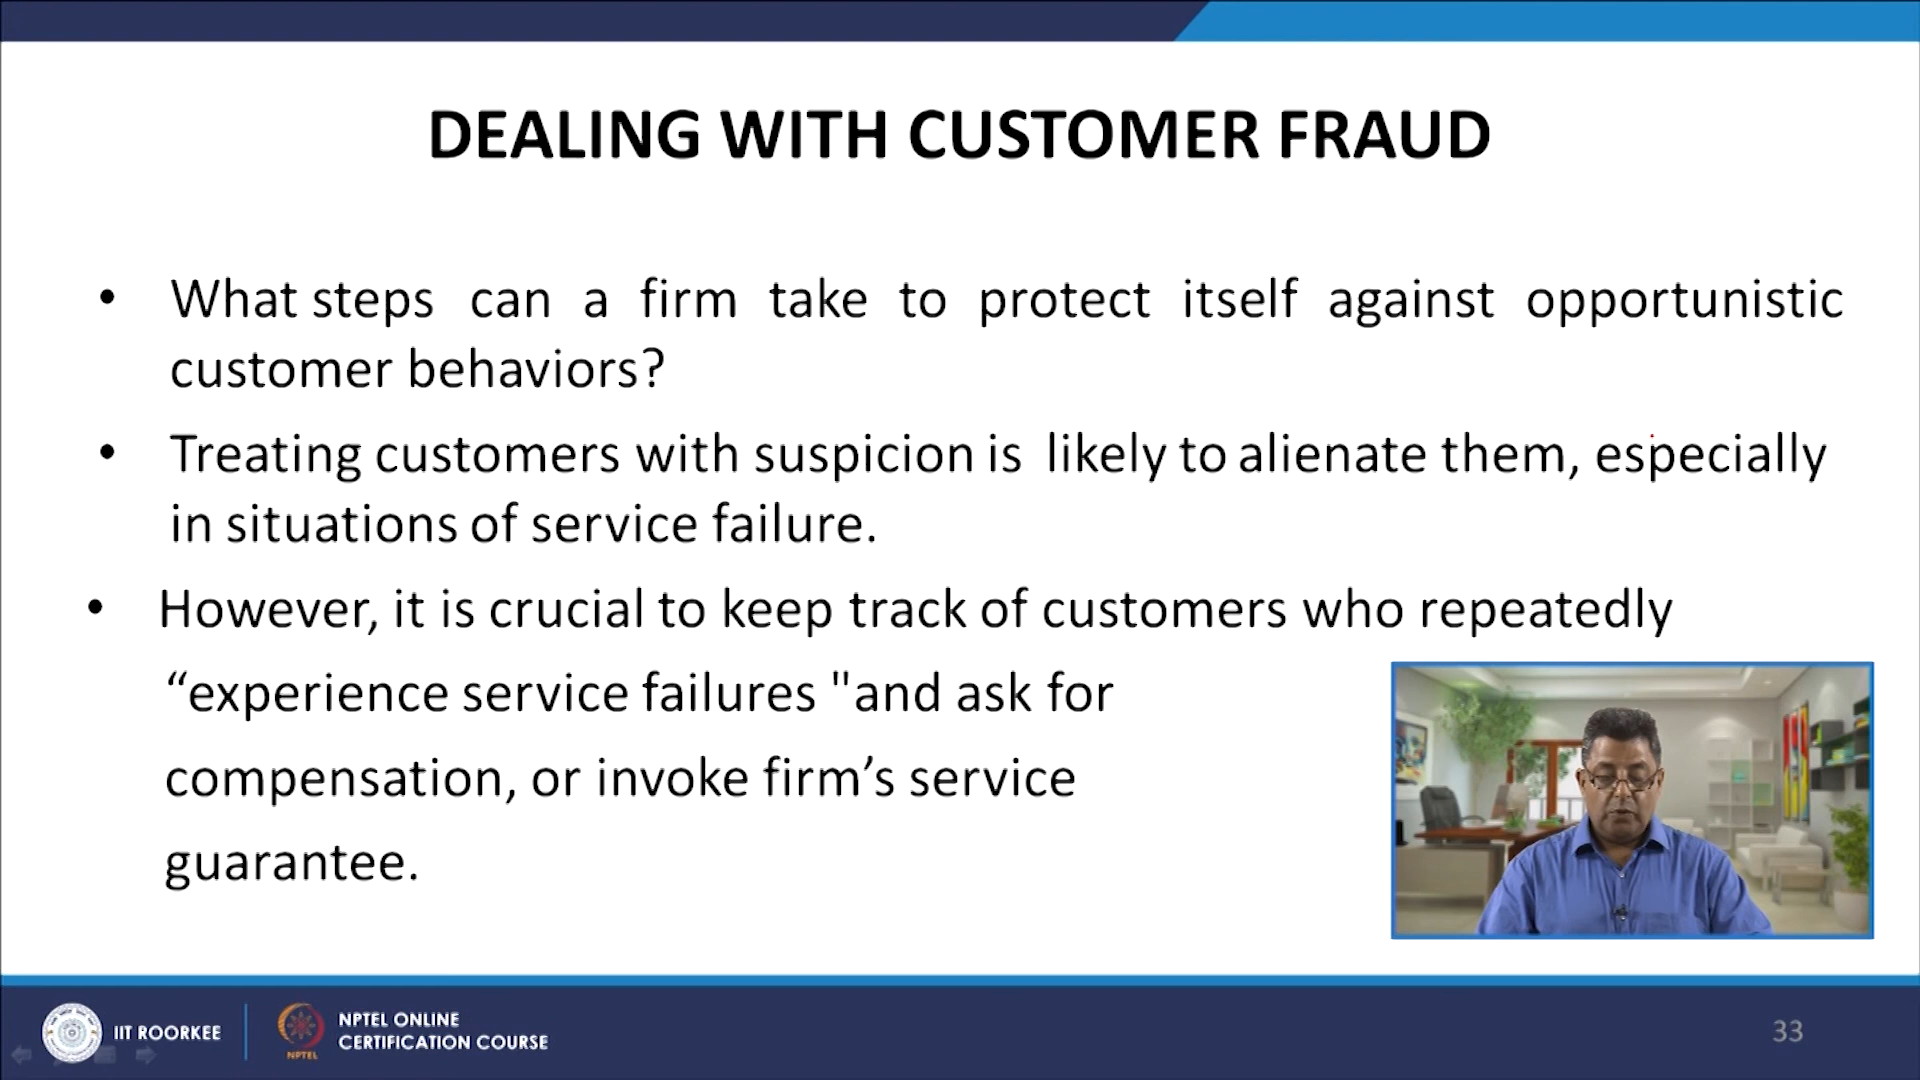 DEALING WITH CUSTOMER FRAUD
• What steps can a firm take to protect itself against opportunistic
customer behaviors?
• Treating customers with suspicion is likely to alienate them, especially
in situations of service failure.
• However, it is crucial to keep track of customers who repeatedly
“experience service failures "and ask for
compensation, or invoke firm’s service
guarantee.
IIT ROORKEE
NPTEL
NPTEL ONLINE
CERTIFICATION COURSE
33